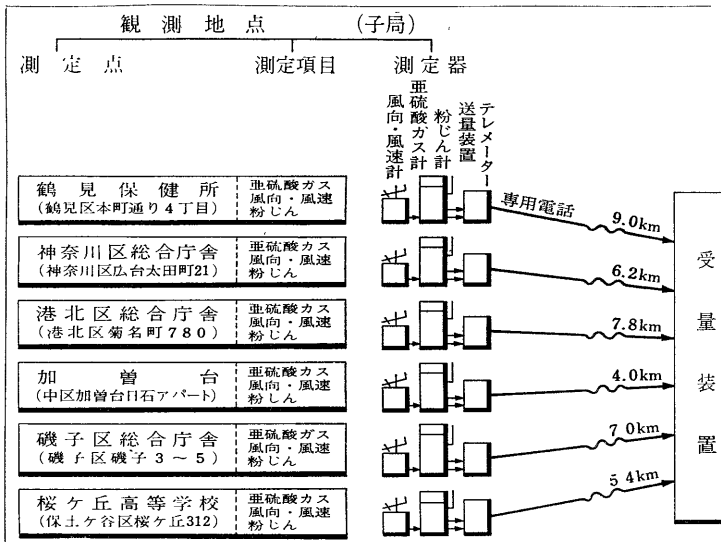 観測地点 (子局)
測定点 測定項目 測定器
風向・風速計
亜硫酸ガス計
粉じん計
送量装置
テレメーター
鶴見保健所
(鶴見区本町通り4丁目)
亜硫酸ガス
風向・風速
粉じん
専用電話
9.0km
神奈川区総合庁舎
(神奈川区広台太田町21)
亜硫酸ガス
風向・風速
粉じん
6.2km
港北区総合庁舎
(港北区菊名町780)
亜硫酸ガス
風向・風速
粉じん
7.8km
加曽台
(中区加曽台日石アパート)
亜硫酸ガス
風向・風速
粉じん
4.0km
磯子区総合庁舎
(磯子区磯子3~5)
亜硫酸ガス
風向・風速
粉じん
7 0km
桜ケ丘高等学校
(保土ケ谷区桜ケ丘312)
亜硫酸ガス
風向・風速
粉じん
5 4km
受量装置